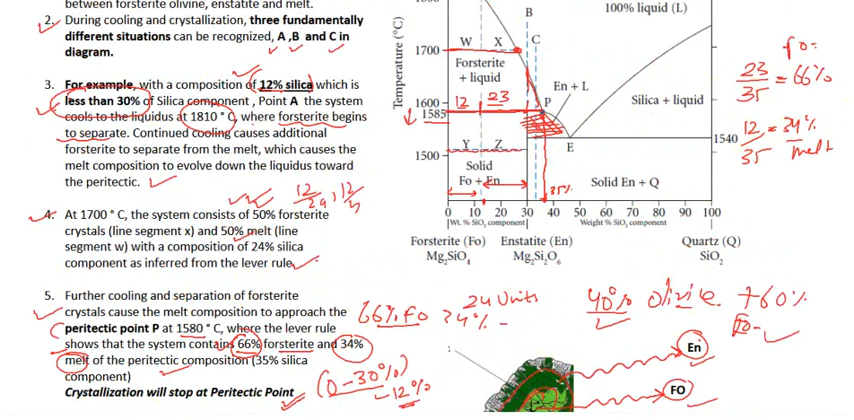 between forsterite olivine, enstatite and melt.
2. During cooling and crystallization, three fundamentally
different situations can be recognized, A ,B and C in
diagram.
3. For example, with a composition of 12% silica which is
less than 30% of Silica component , Point A the system
cools to the liquidus at 1810 ° C, where forsterite begins
to separate. Continued cooling causes additional
forsterite to separate from the melt, which causes the
melt composition to evolve down the liquidus toward
the peritectic.
4. At 1700 ° C, the system consists of 50% forsterite
crystals (line segment x) and 50% melt (line
segment w) with a composition of 24% silica
component as inferred from the lever rule.
5. Further cooling and separation of forsterite
crystals cause the melt composition to approach the
peritectic point P at 1580 ° C, where the lever rule
shows that the system contains 66% forsterite and 34%
melt of the peritectic composition (35% silica
component)
Crystallization will stop at Peritectic Point
(0-30%)
12%
66% Fo
34%
24 Units
40% olivine +60%
En
FO
Temperature (°C)
1700
1600
1585
1500
1540
B
C
100% liquid (L)
W X
Forsterite
+ liquid
12 23
P
En + L
Silica + liquid
E
Y Z
Solid
Fo + En
Solid En + Q
35%
0 10 20 30 40 50 60 70 80 90 100
Wt. % SiO₂ component
Weight % SiO₂ component
Forsterite (Fo)
Mg₂SiO₄
Enstatite (En)
Mg₂Si₂O₆
Quartz (Q)
SiO₂
fo=
23/35 = 66%
12/35 = 34%
melt